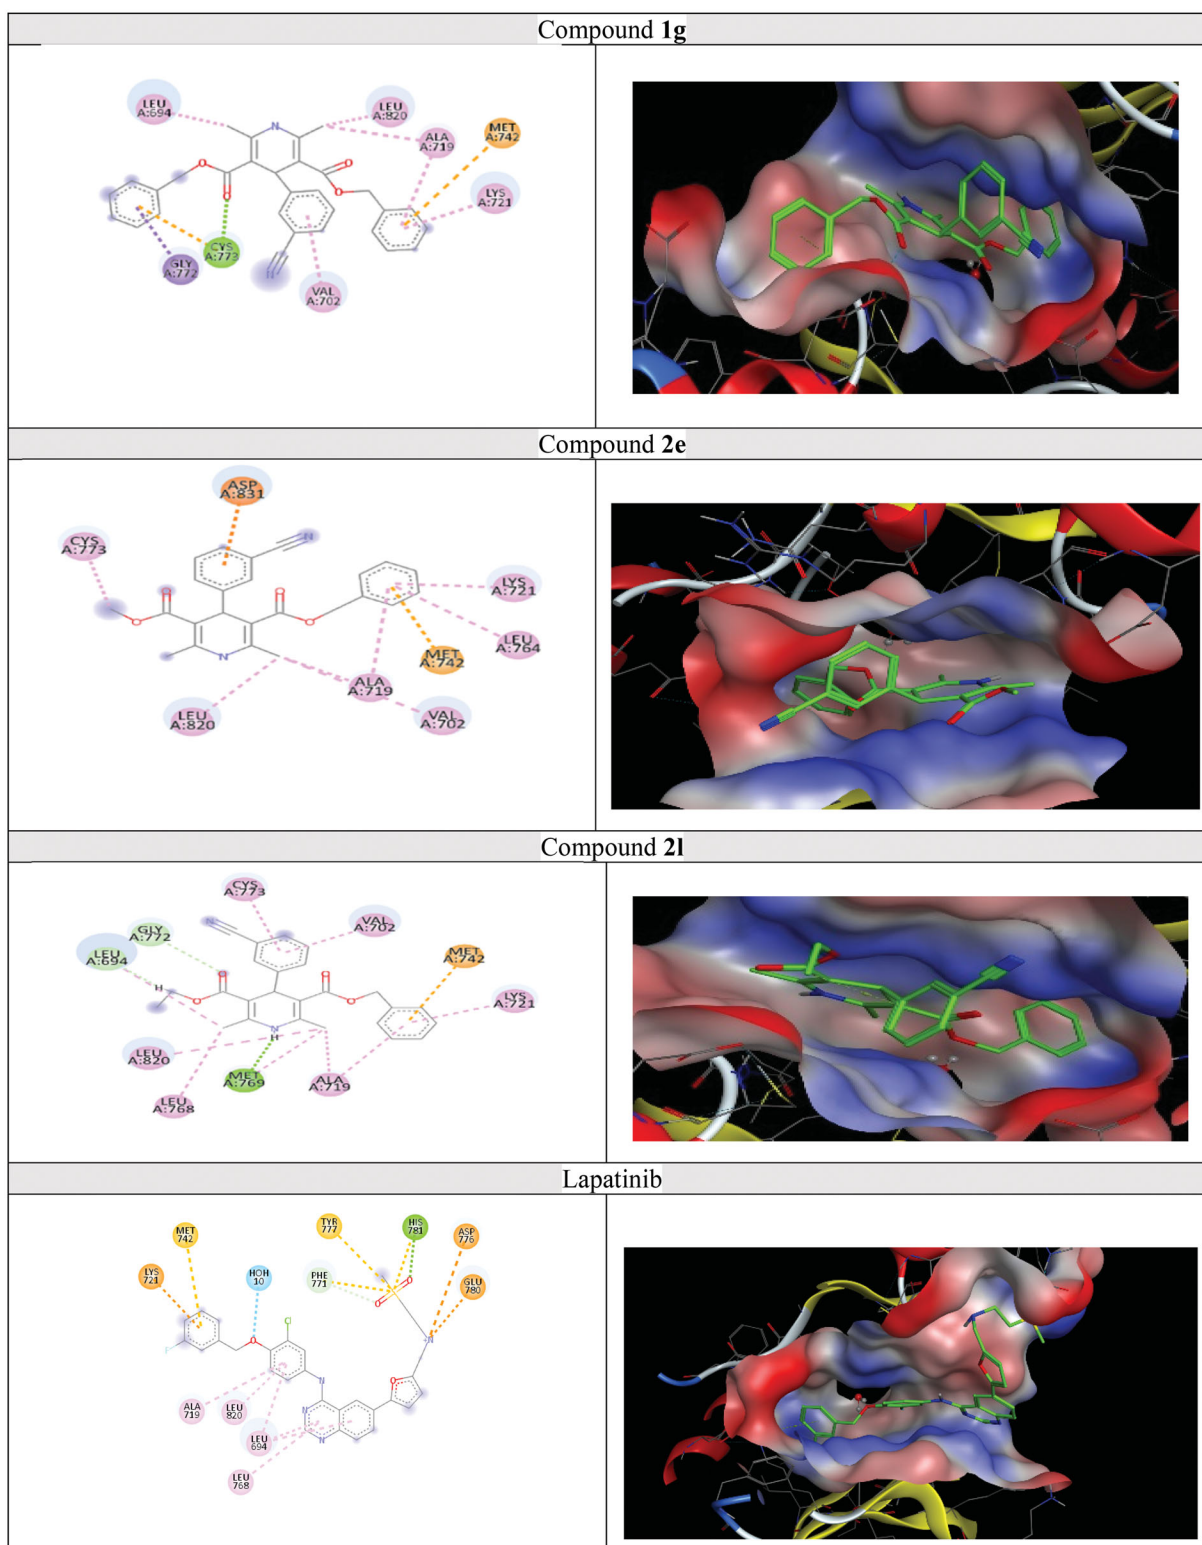 Compound 1g
LEU
A:694
N
LEU
A:820
ALA
A:719
MET
A:742
O
O
O
O
LYS
A:721
CYS
A:773
GLY
A:772
N
VAL
A:702
Compound 2e
ASP
A:831
CYS
A:773
N
O
O
O
O
LYS
A:721
LEU
A:764
MET
A:742
N
ALA
A:719
LEU
A:820
VAL
A:702
Compound 2l
CYS
A:773
N
VAL
A:702
GLY
A:772
LEU
A:694
MET
A:742
H
O
O
O
O
LYS
A:721
N
H
LEU
A:820
MET
A:769
ALA
A:719
LEU
A:768
Lapatinib
MET
742
TYR
777
HIS
781
ASP
776
LYS
721
HOH
10
PHE
771
GLU
780
O
S
O
Cl
F
O
N
N
O
N
N
ALA
719
LEU
820
LEU
694
LEU
768